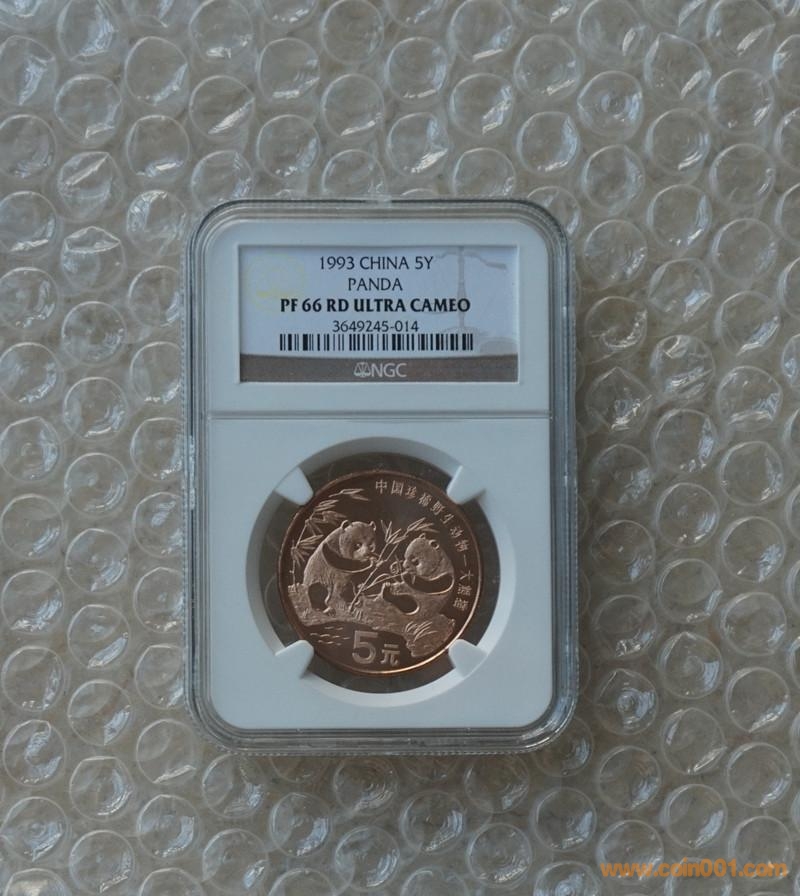 1993 CHINA 5Y
PANDA
PF 66 RD ULTRA CAMEO
3649245-014
NGC
中国珍稀野生动物—大熊猫
5元
www.coin001.com